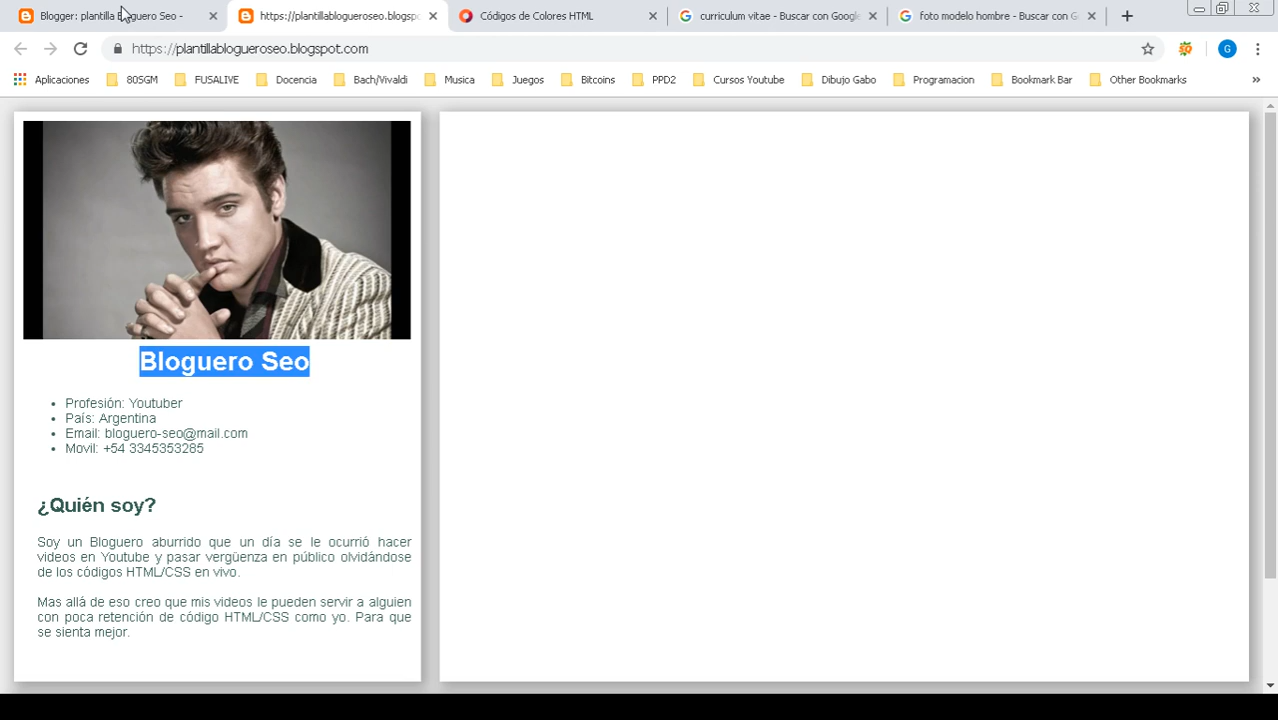 Blogger: plantilla Bloguero Seo -
https://plantillablogueroseo.blogspo
Códigos de Colores HTML
curriculum vitae - Buscar con Google
foto modelo hombre - Buscar con G
https://plantillablogueroseo.blogspot.com
G
Aplicaciones
80SGM
FUSALIVE
Docencia
Bach/Vivaldi
Musica
Juegos
Bitcoins
PPD2
Cursos Youtube
Dibujo Gabo
Programacion
Bookmark Bar
Other Bookmarks
Bloguero Seo
Profesión: Youtuber
País: Argentina
Email: bloguero-seo@mail.com
Movil: +54 3345353285
¿Quién soy?
Soy un Bloguero aburrido que un día se le ocurrió hacer
videos en Youtube y pasar vergüenza en público olvidándose
de los códigos HTML/CSS en vivo.
Mas allá de eso creo que mis videos le pueden servir a alguien
con poca retención de código HTML/CSS como yo. Para que
se sienta mejor.